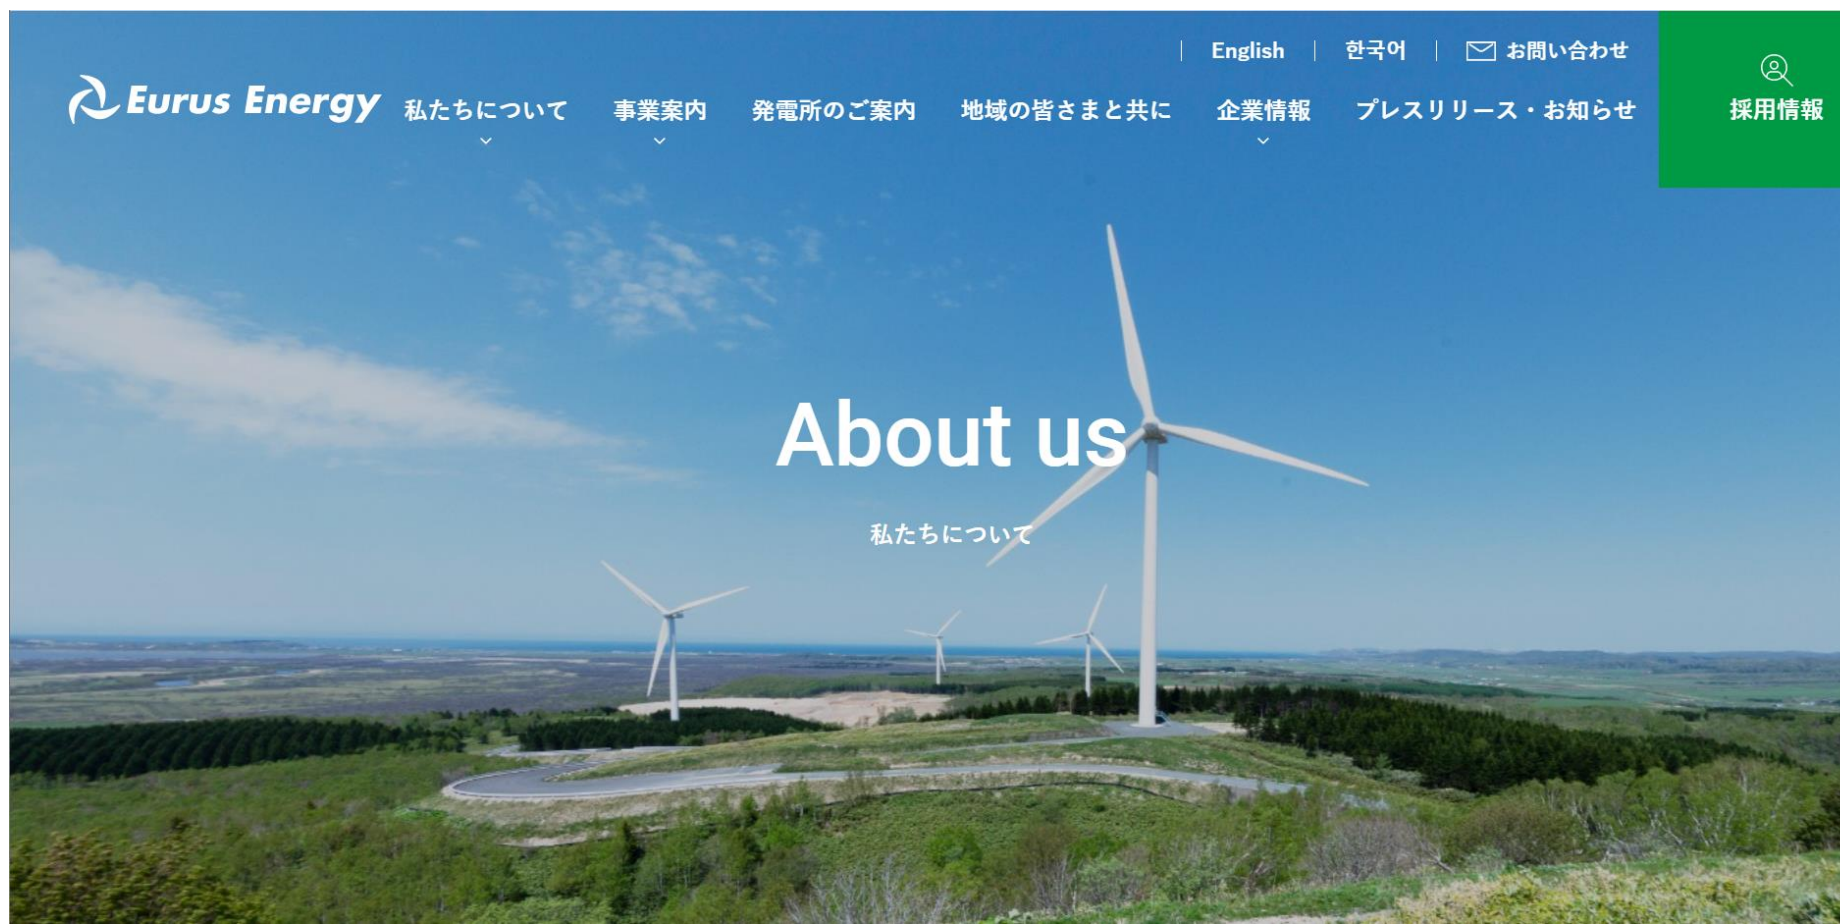 English
한국어
お問い合わせ
Eurus Energy
私たちについて
事業案内
発電所のご案内
地域の皆さまと共に
企業情報
プレスリリース・お知らせ
採用情報
About us
私たちについて